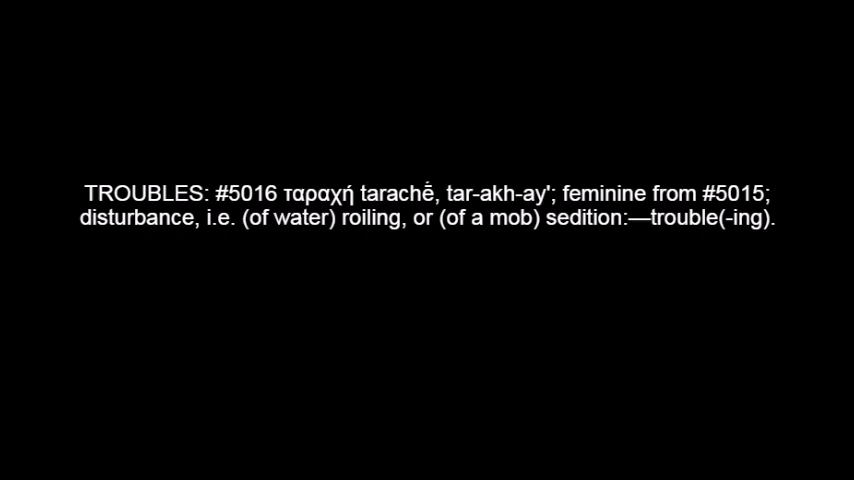 TROUBLES: #5016 ταραχή tarachḗ, tar-akh-ay'; feminine from #5015;
disturbance, i.e. (of water) roiling, or (of a mob) sedition:—trouble(-ing).